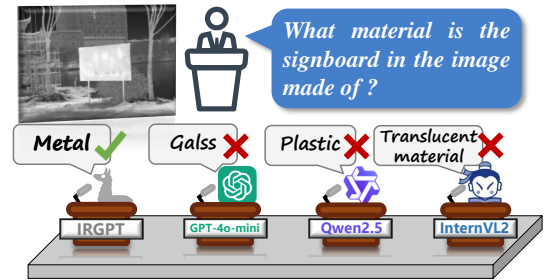 What material is the
signboard in the image
made of ?
Metal
Galss
Plastic
Translucent
material
IRGPT
GPT-4o-mini
Qwen2.5
InternVL2